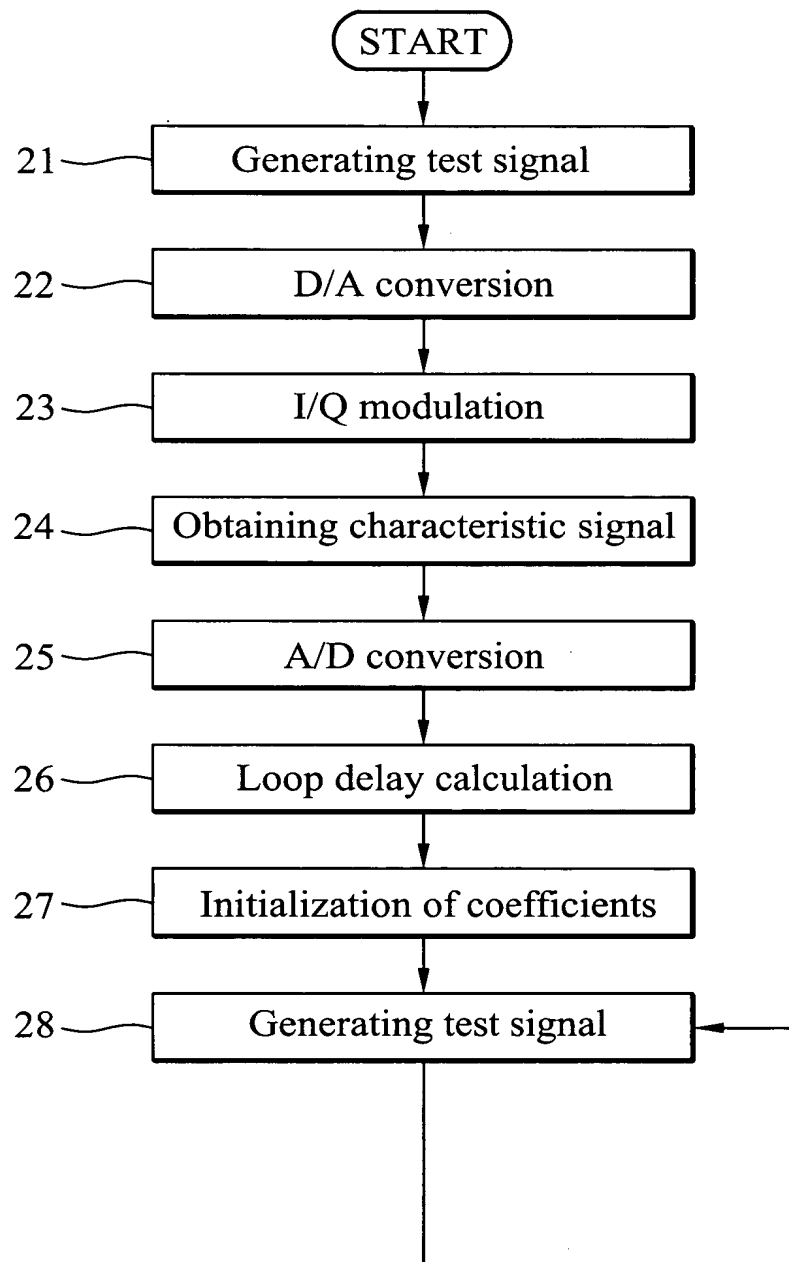 START
21 Generating test signal
22 D/A conversion
23 I/Q modulation
24 Obtaining characteristic signal
25 A/D conversion
26 Loop delay calculation
27 Initialization of coefficients
28 Generating test signal